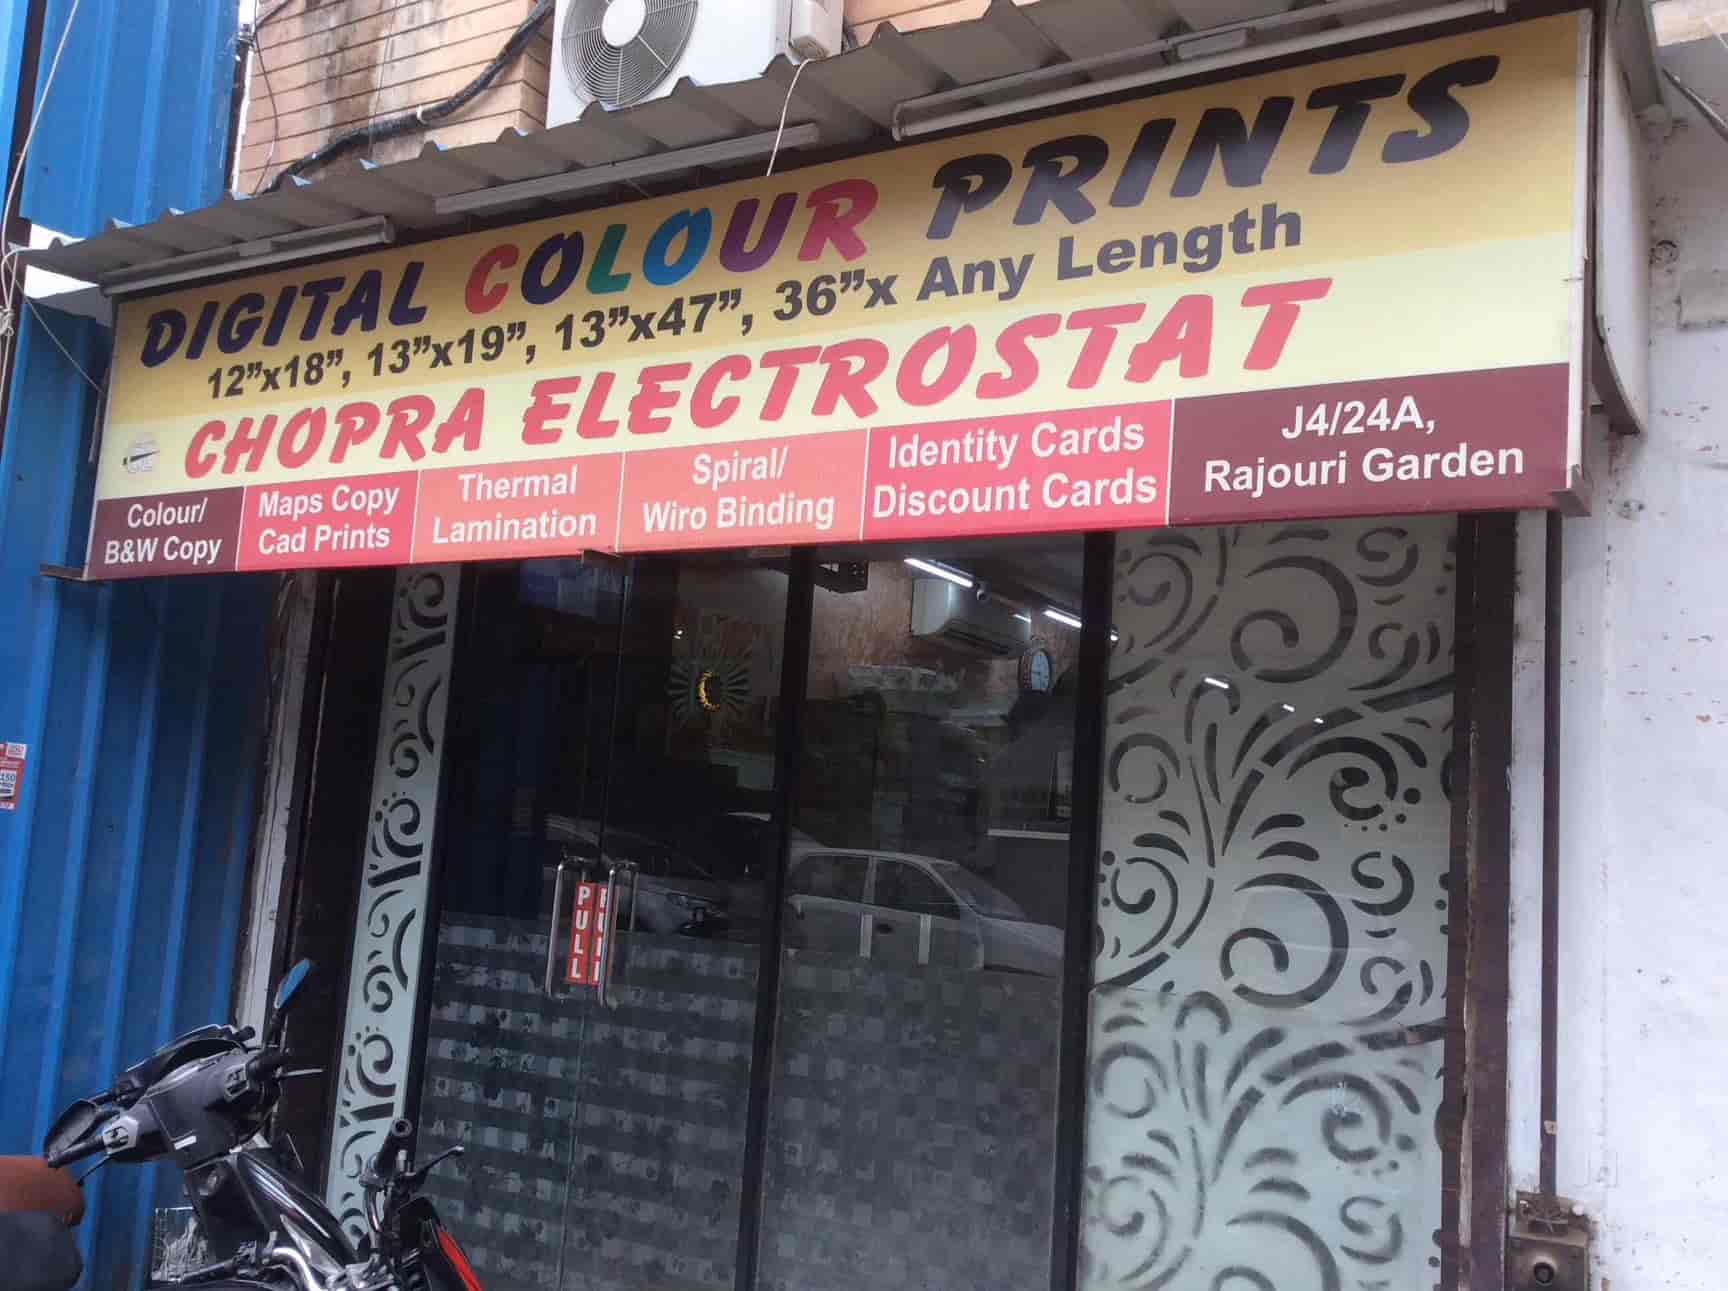 DIGITAL COLOUR PRINTS
12”x18”, 13”x19”, 13”x47”, 36”x Any Length
CHOPRA ELECTROSTAT
Colour/
B&W Copy
Maps Copy
Cad Prints
Thermal
Lamination
Spiral/
Wiro Binding
Identity Cards
Discount Cards
J4/24A,
Rajouri Garden
PULL